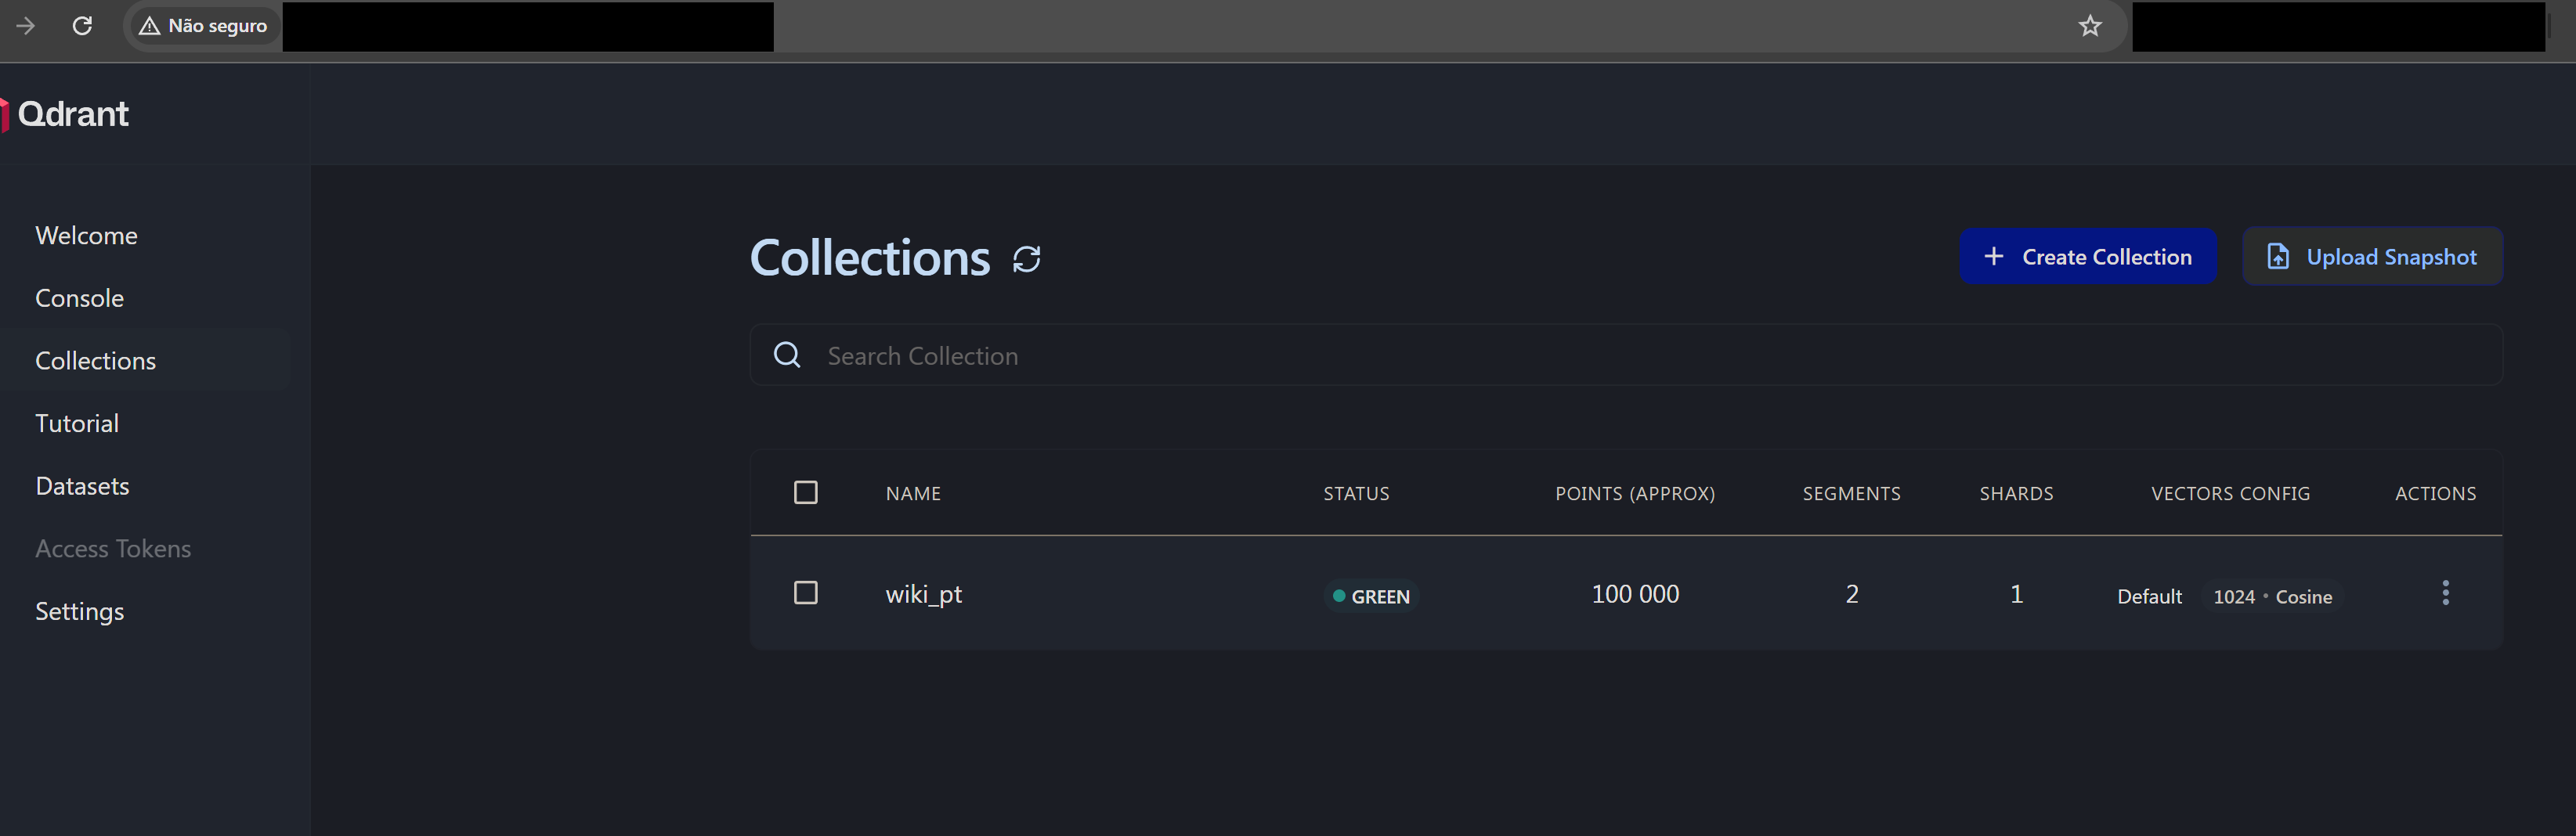 Não seguro
Qdrant
Welcome
Console
Collections
Tutorial
Datasets
Access Tokens
Settings
Collections
Create Collection
Upload Snapshot
Search Collection
NAME STATUS POINTS (APPROX) SEGMENTS SHARDS VECTORS CONFIG ACTIONS
wiki_pt GREEN 100 000 2 1 Default 1024 • Cosine